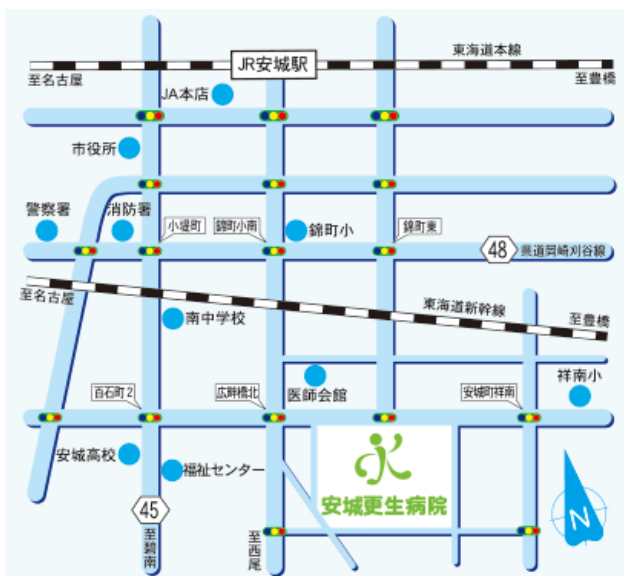 東海道本線
JR安城駅
至名古屋
至豊橋
JA本店
市役所
警察署
消防署
小堤町
錦町小南
錦町小
錦町東
48
県道岡崎刈谷線
至名古屋
東海道新幹線
至豊橋
南中学校
医師会館
祥南小
百石町2
広畔橋北
安城町祥南
安城高校
福祉センター
安城更生病院
45
至碧南
至西尾
N